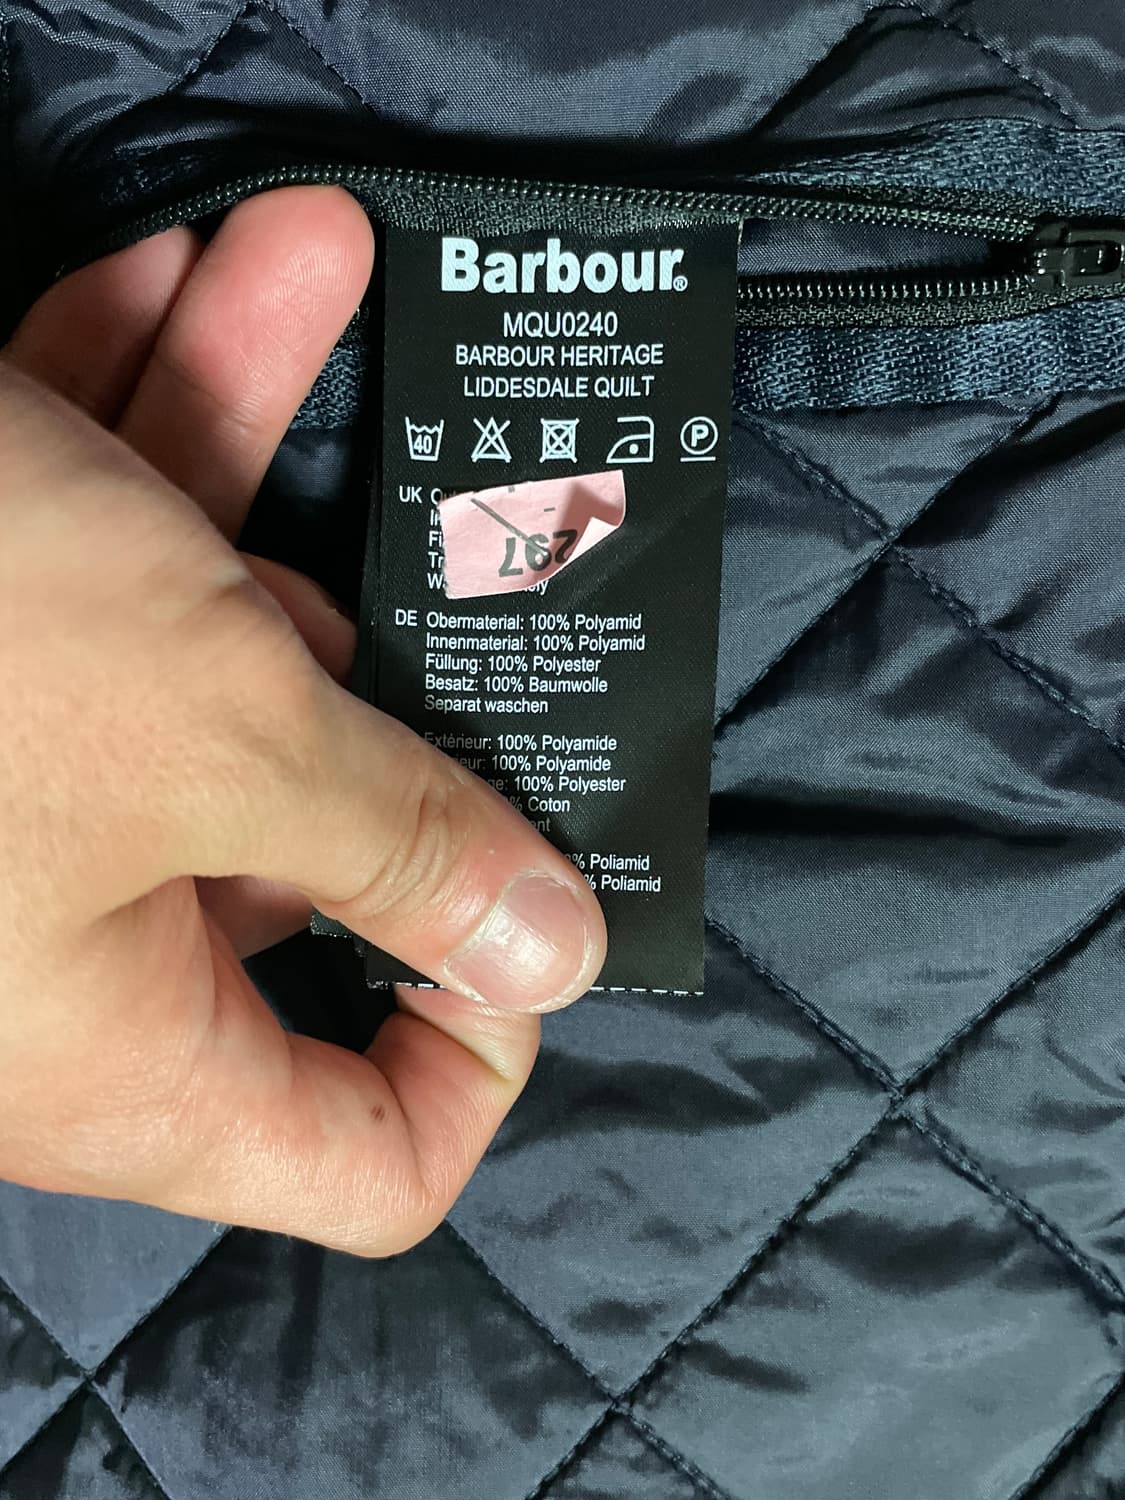 Barbour®
MQU0240
BARBOUR HERITAGE
LIDDESDALE QUILT
40
P
UK
297
DE Obermaterial: 100% Polyamid
Innenmaterial: 100% Polyamid
Füllung: 100% Polyester
Besatz: 100% Baumwolle
Separat waschen
Extérieur: 100% Polyamide
100% Polyamide
100% Polyester
Coton
% Poliamid
% Poliamid